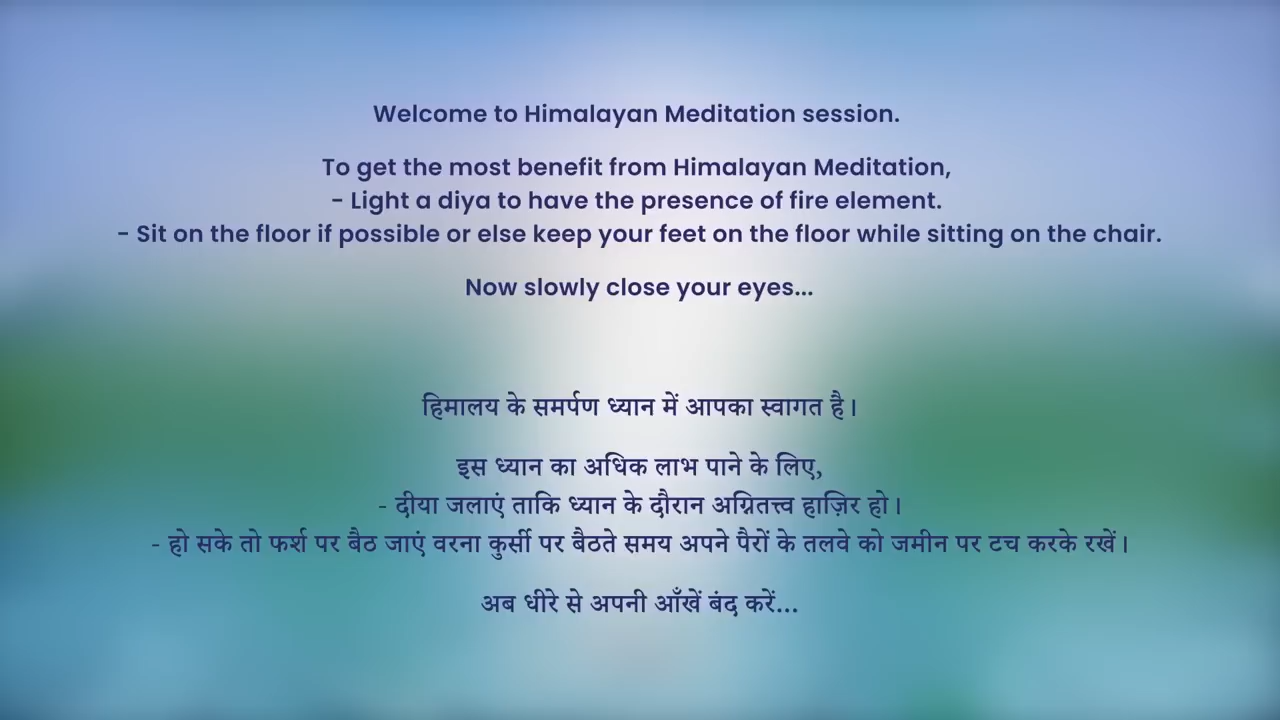 Welcome to Himalayan Meditation session.
To get the most benefit from Himalayan Meditation,
- Light a diya to have the presence of fire element.
- Sit on the floor if possible or else keep your feet on the floor while sitting on the chair.
Now slowly close your eyes...
हिमालय के समर्पण ध्यान में आपका स्वागत है।
इस ध्यान का अधिक लाभ पाने के लिए,
- दीया जलाएं ताकि ध्यान के दौरान अग्नितत्त्व हाज़िर हो।
- हो सके तो फर्श पर बैठ जाएं वरना कुर्सी पर बैठते समय अपने पैरों के तलवे को जमीन पर टच करके रखें।
अब धीरे से अपनी आँखें बंद करें...